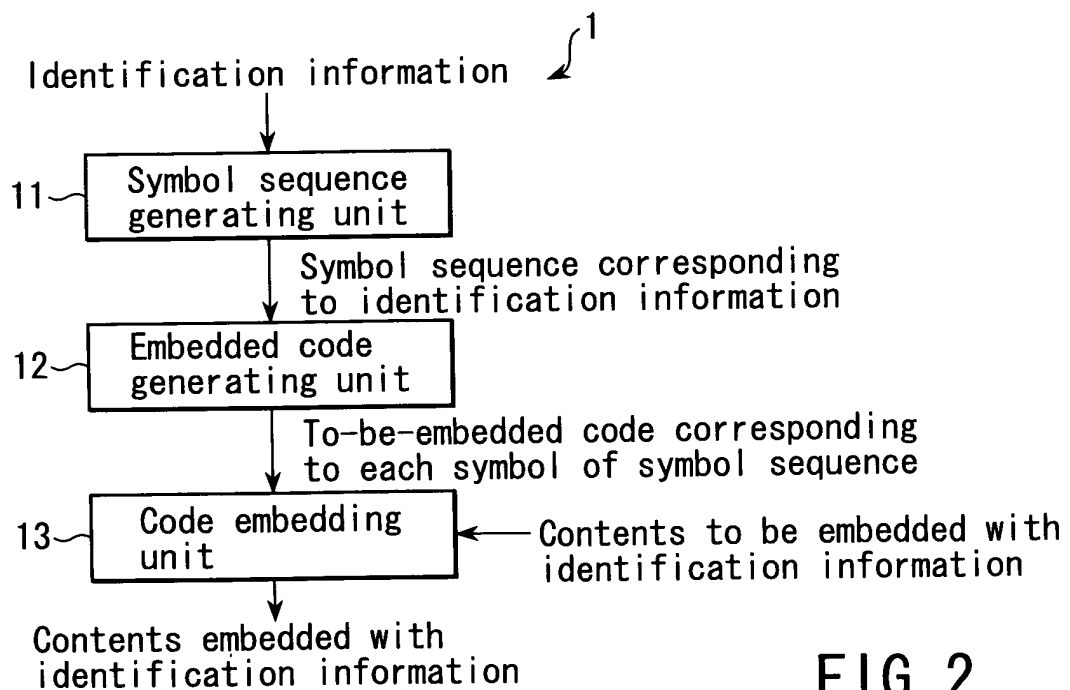 1
Identification information
11
Symbol sequence
generating unit
Symbol sequence corresponding
to identification information
12
Embedded code
generating unit
To-be-embedded code corresponding
to each symbol of symbol sequence
13
Code embedding
unit
Contents to be embedded with
identification information
Contents embedded with
identification information
FIG. 2